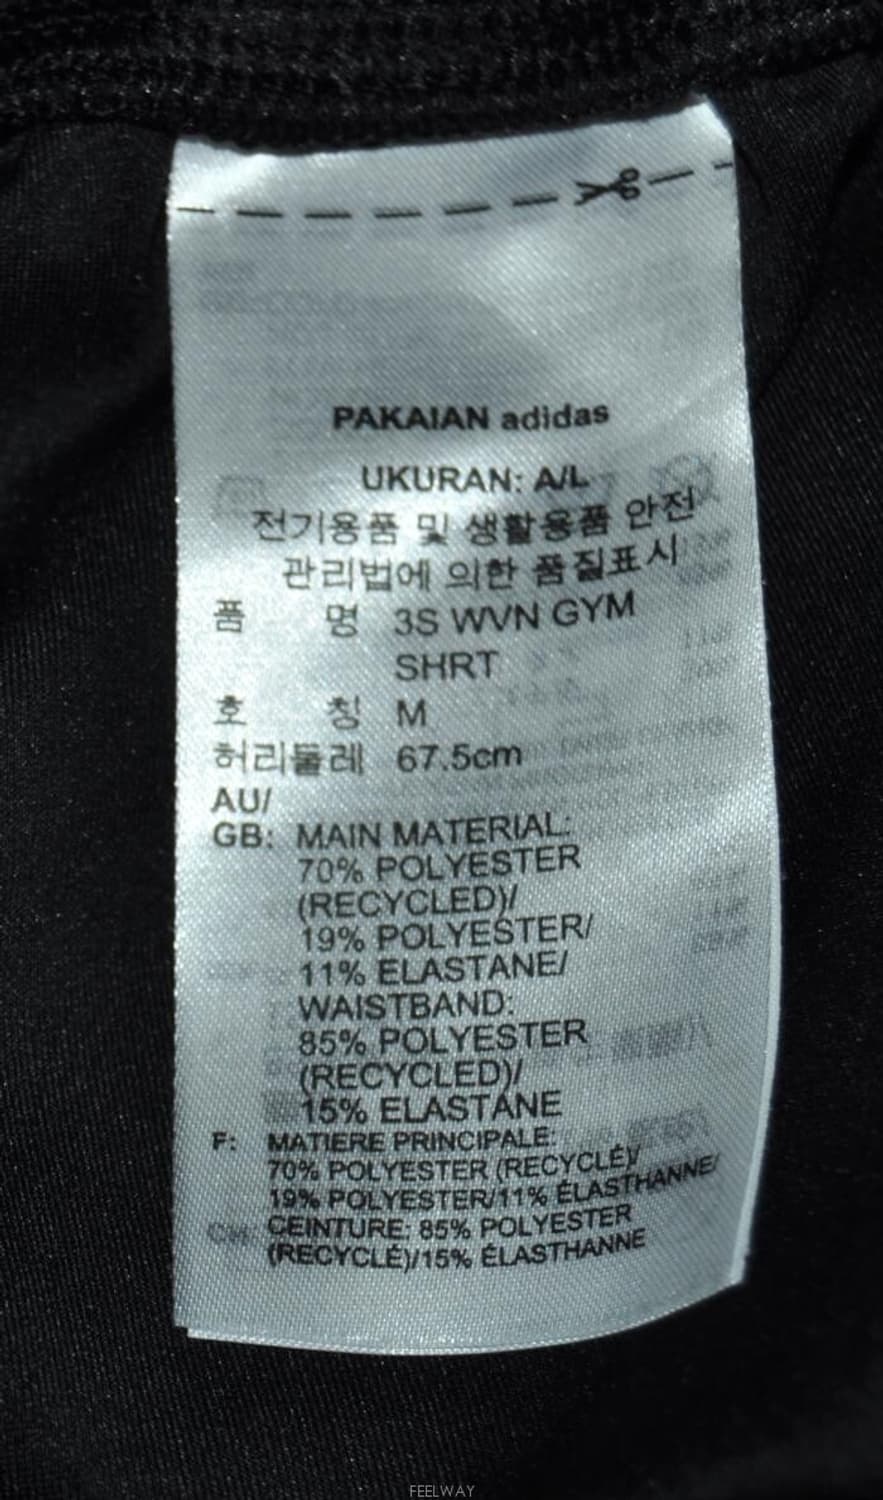 PAKAIAN adidas
UKURAN: A/L
전기용품 및 생활용품 안전
관리법에 의한 품질표시
품 명 3S WVN GYM
SHRT
호 칭 M
허리둘레 67.5cm
AU/
GB: MAIN MATERIAL:
70% POLYESTER
(RECYCLED)/
19% POLYESTER/
11% ELASTANE/
WAISTBAND:
85% POLYESTER
(RECYCLED)/
15% ELASTANE
F: MATIERE PRINCIPALE:
70% POLYESTER (RECYCLÉ)/
19% POLYESTER/11% ÉLASTHANNE/
CEINTURE: 85% POLYESTER
(RECYCLÉ)/15% ÉLASTHANNE
FEELWAY